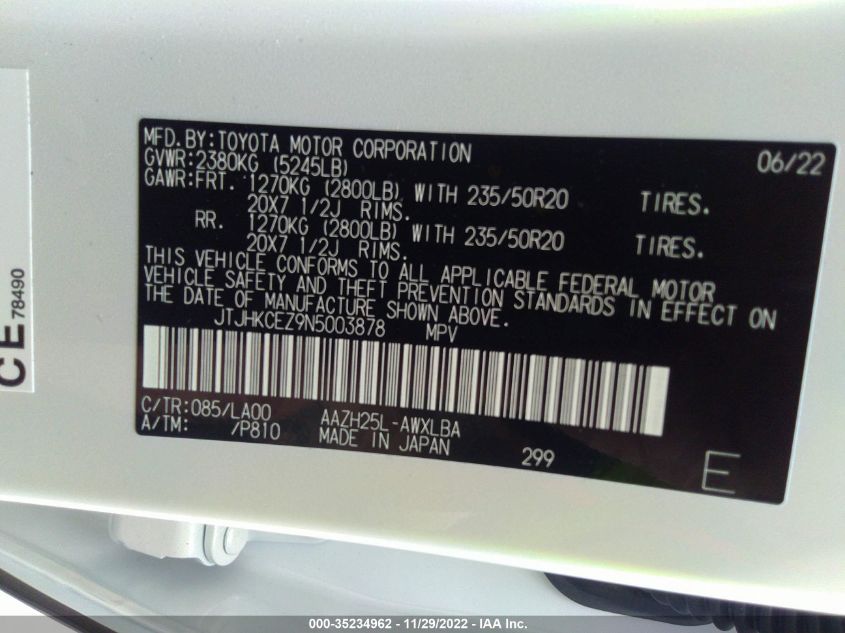 MFD.BY:TOYOTA MOTOR CORPORATION 06/22
GVWR:2380KG (5245LB)
GAWR:FRT. 1270KG (2800LB) WITH 235/50R20 TIRES.
20X7 1/2J RIMS.
RR. 1270KG (2800LB) WITH 235/50R20 TIRES.
20X7 1/2J RIMS.
THIS VEHICLE CONFORMS TO ALL APPLICABLE FEDERAL MOTOR
VEHICLE SAFETY AND THEFT PREVENTION STANDARDS IN EFFECT ON
THE DATE OF MANUFACTURE SHOWN ABOVE.
JTJHKCEZ9N5003878 MPV
C/TR:085/LA00 AAZH25L-AWXLBA
A/TM: /P810 MADE IN JAPAN 299 E
CE
78490
000-35234962 - 11/29/2022 - IAA Inc.